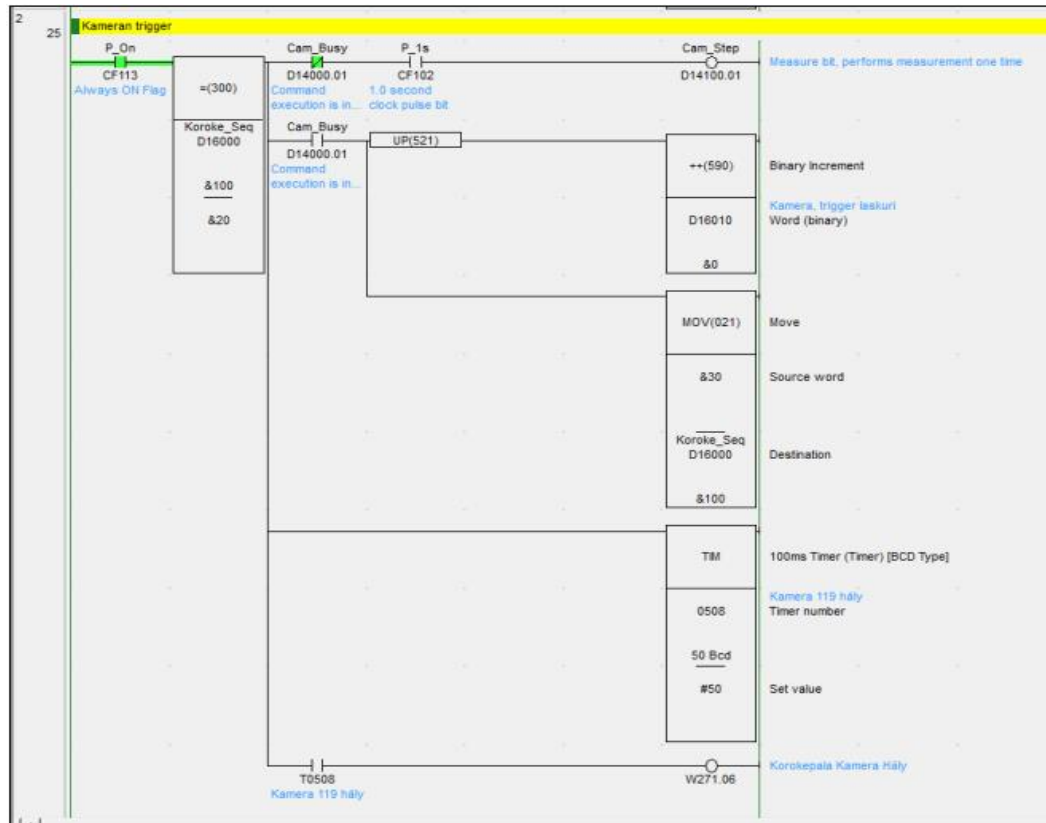 2
25
Kameran trigger
P_On
CF113
Always ON Flag
=(300)
Koroke_Seq
D16000
&100
&20
Cam_Busy
D14000.01
Command
execution is in...
P_1s
CF102
1.0 second
clock pulse bit
Cam_Step
D14100.01
Measure bit, performs measurement one time
Cam_Busy
D14000.01
Command
execution is in...
UP(521)
++(590)
Binary Increment
Kamera, trigger laskuri
D16010
Word (binary)
&0
MOV(021)
Move
&30
Source word
Koroke_Seq
D16000
Destination
&100
TIM
100ms Timer (Timer) [BCD Type]
Kamera 119 häly
0508
Timer number
50 Bcd
#50
Set value
T0508
Kamera 119 häly
W271.06
Korokepala Kamera Häly